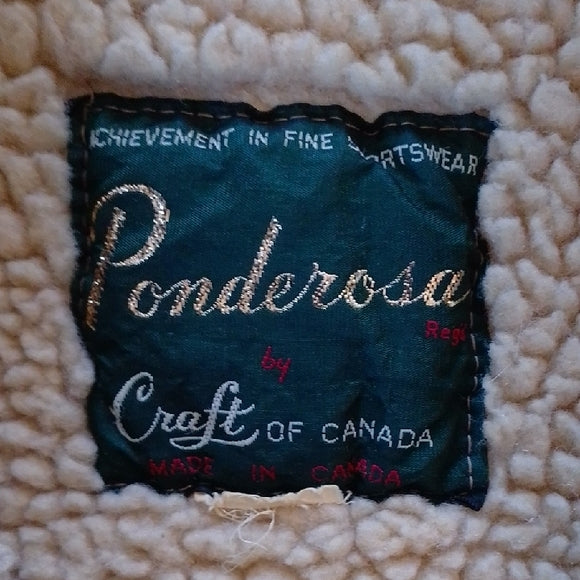 ACHIEVEMENT IN FINE SPORTSWEAR
Ponderosa
Regd
by
Craft OF CANADA
MADE IN CANADA